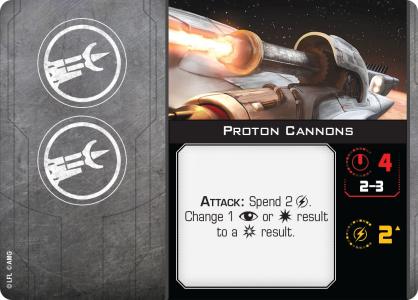 PROTON CANNONS
ATTACK: Spend 2 .
Change 1 or result
to a result.
4
2–3
2
© LFL © AMG